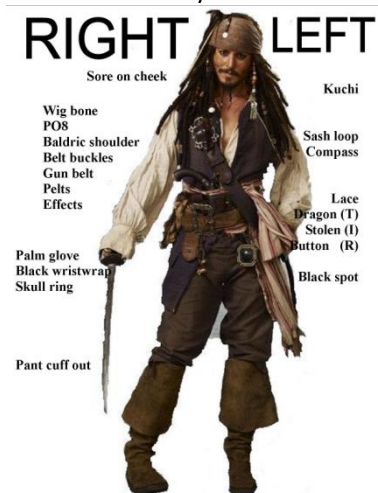 RIGHT
LEFT
Sore on cheek
Kuchi
Wig bone
PO8
Baldric shoulder
Belt buckles
Gun belt
Pelts
Effects
Sash loop
Compass
Lace
Dragon (T)
Stolen (I)
Button (R)
Black spot
Palm glove
Black wristwrap
Skull ring
Pant cuff out